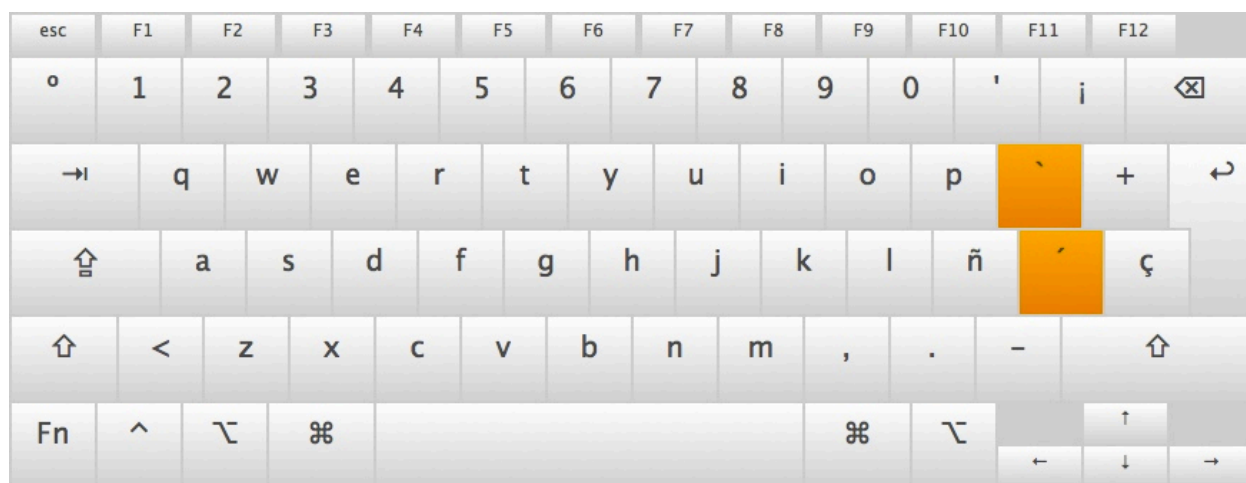 esc F1 F2 F3 F4 F5 F6 F7 F8 F9 F10 F11 F12
º 1 2 3 4 5 6 7 8 9 0 ' ¡ ⌫
⇥ q w e r t y u i o p ` + ↩
⇪ a s d f g h j k l ñ ´ ç
⇧ < z x c v b n m , . - ⇧
Fn ^ ⌥ ⌘ ⌘ ⌥ ↑
← ↓ →